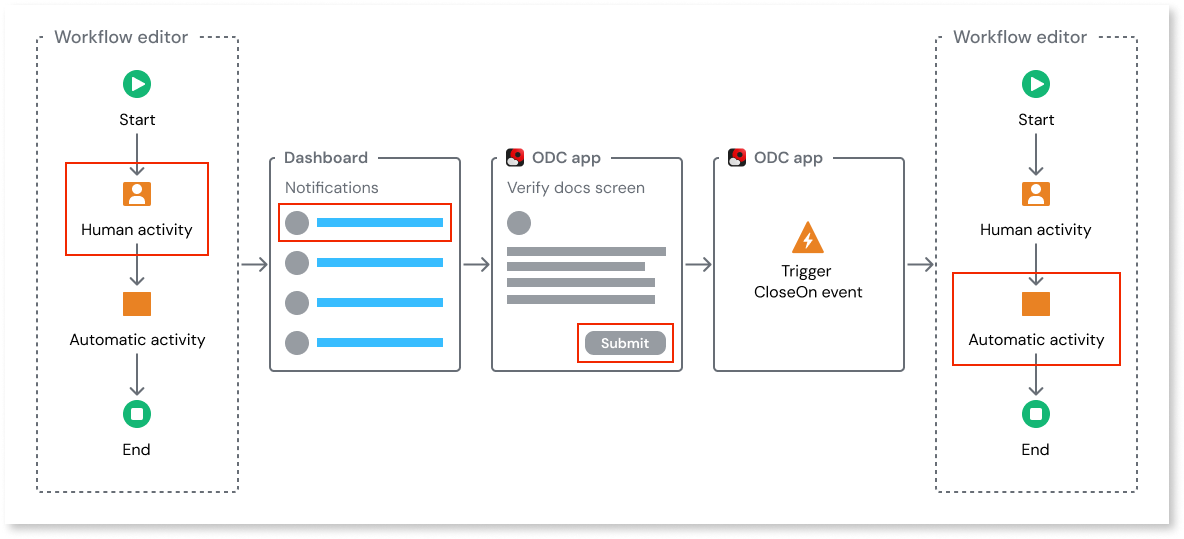 Workflow editor
Start
Human activity
Automatic activity
End
Dashboard
Notifications
ODC app
Verify docs screen
Submit
ODC app
Trigger
CloseOn event
Workflow editor
Start
Human activity
Automatic activity
End